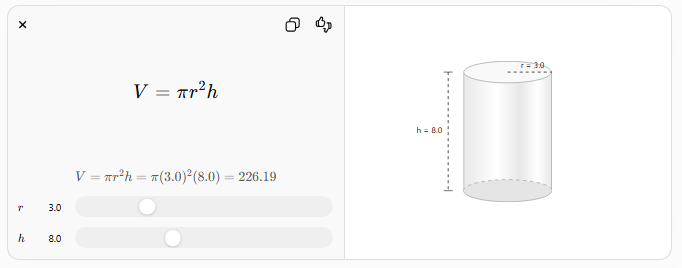 V = πr²h
V = πr²h = π(3.0)²(8.0) = 226.19
r 3.0
h 8.0
r = 3.0
h = 8.0